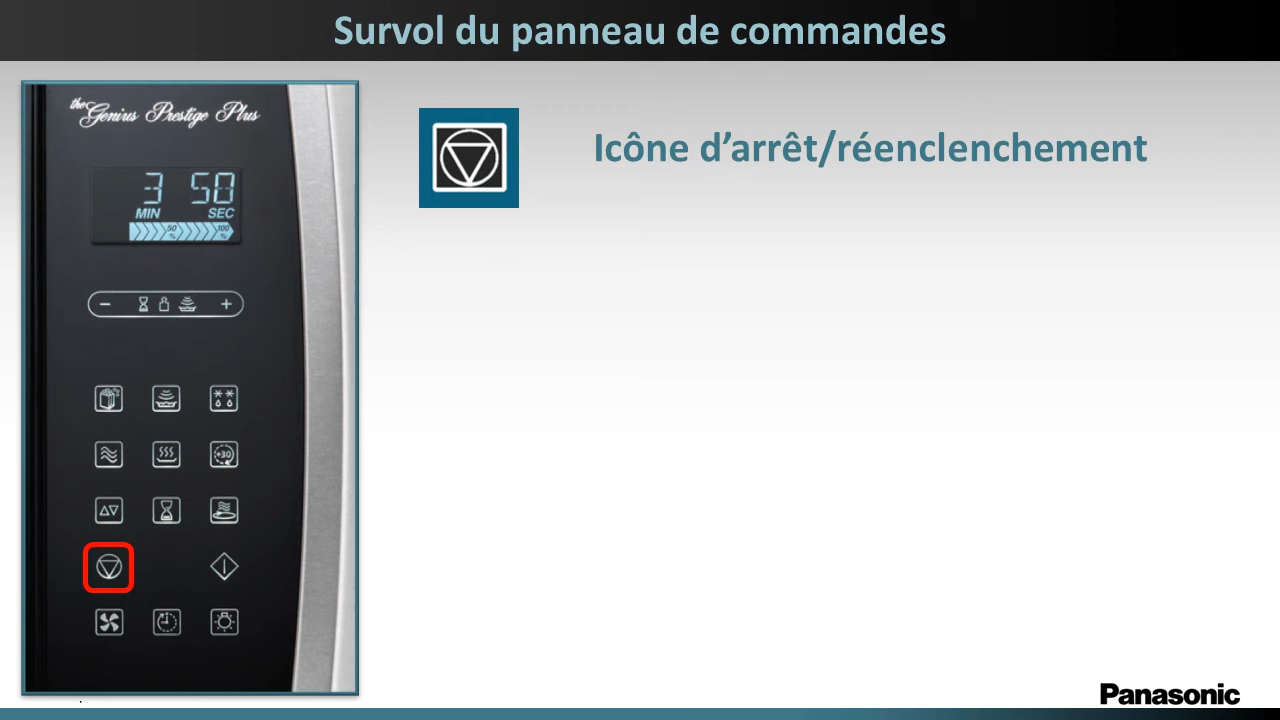 Survol du panneau de commandes
the Genius Prestige Plus
3 50
MIN SEC
50 % 100 %
− +
+30
Icône d’arrêt/réenclenchement
Panasonic